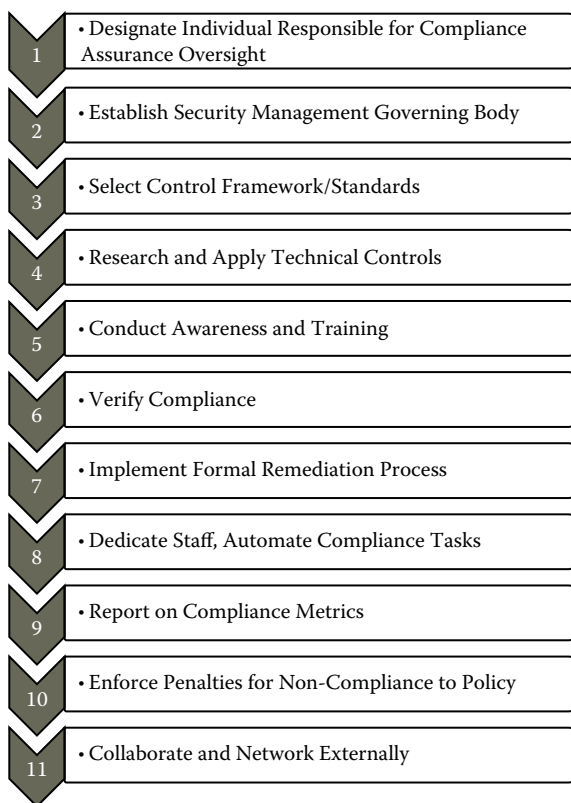 1
• Designate Individual Responsible for Compliance
Assurance Oversight
2
• Establish Security Management Governing Body
3
• Select Control Framework/Standards
4
• Research and Apply Technical Controls
5
• Conduct Awareness and Training
6
• Verify Compliance
7
• Implement Formal Remediation Process
8
• Dedicate Staff, Automate Compliance Tasks
9
• Report on Compliance Metrics
10
• Enforce Penalties for Non-Compliance to Policy
11
• Collaborate and Network Externally